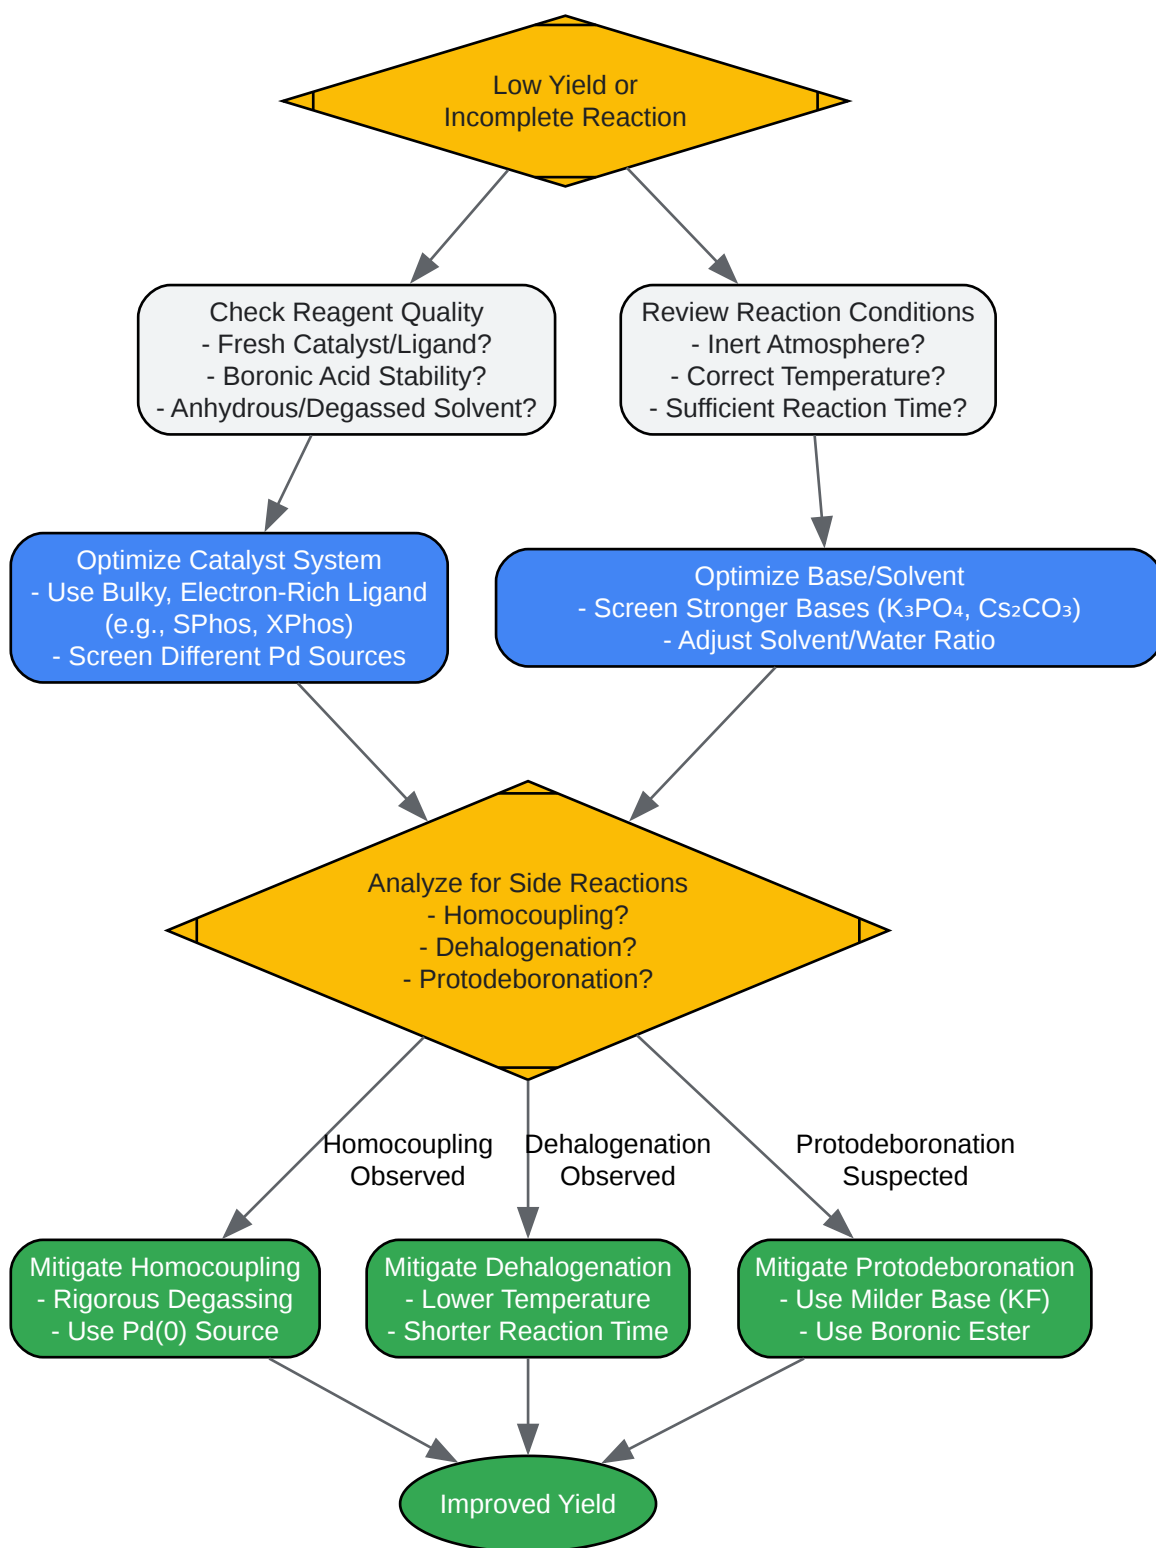 Low Yield or
Incomplete Reaction
Check Reagent Quality
- Fresh Catalyst/Ligand?
- Boronic Acid Stability?
- Anhydrous/Degassed Solvent?
Review Reaction Conditions
- Inert Atmosphere?
- Correct Temperature?
- Sufficient Reaction Time?
Optimize Catalyst System
- Use Bulky, Electron-Rich Ligand
(e.g., SPhos, XPhos)
- Screen Different Pd Sources
Optimize Base/Solvent
- Screen Stronger Bases (K₃PO₄, Cs₂CO₃)
- Adjust Solvent/Water Ratio
Analyze for Side Reactions
- Homocoupling?
- Dehalogenation?
- Protodeboronation?
Homocoupling
Observed
Dehalogenation
Observed
Protodeboronation
Suspected
Mitigate Homocoupling
- Rigorous Degassing
- Use Pd(0) Source
Mitigate Dehalogenation
- Lower Temperature
- Shorter Reaction Time
Mitigate Protodeboronation
- Use Milder Base (KF)
- Use Boronic Ester
Improved Yield